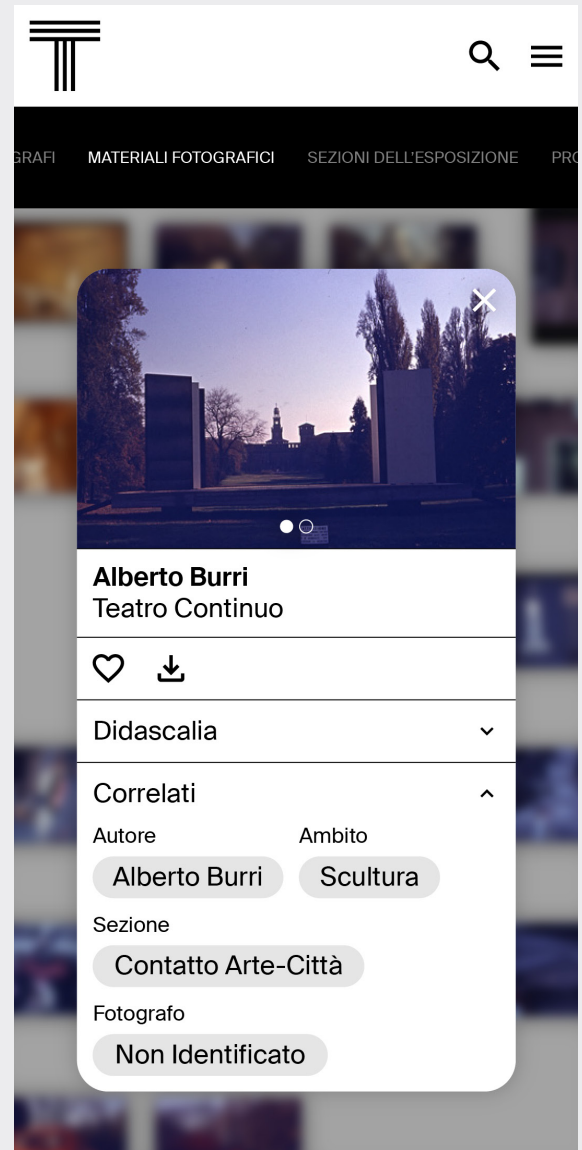 T
GRAFI MATERIALI FOTOGRAFICI SEZIONI DELL'ESPOSIZIONE PRO
Alberto Burri
Teatro Continuo
Didascalia
Correlati
Autore Ambito
Alberto Burri Scultura
Sezione
Contatto Arte-Città
Fotografo
Non Identificato